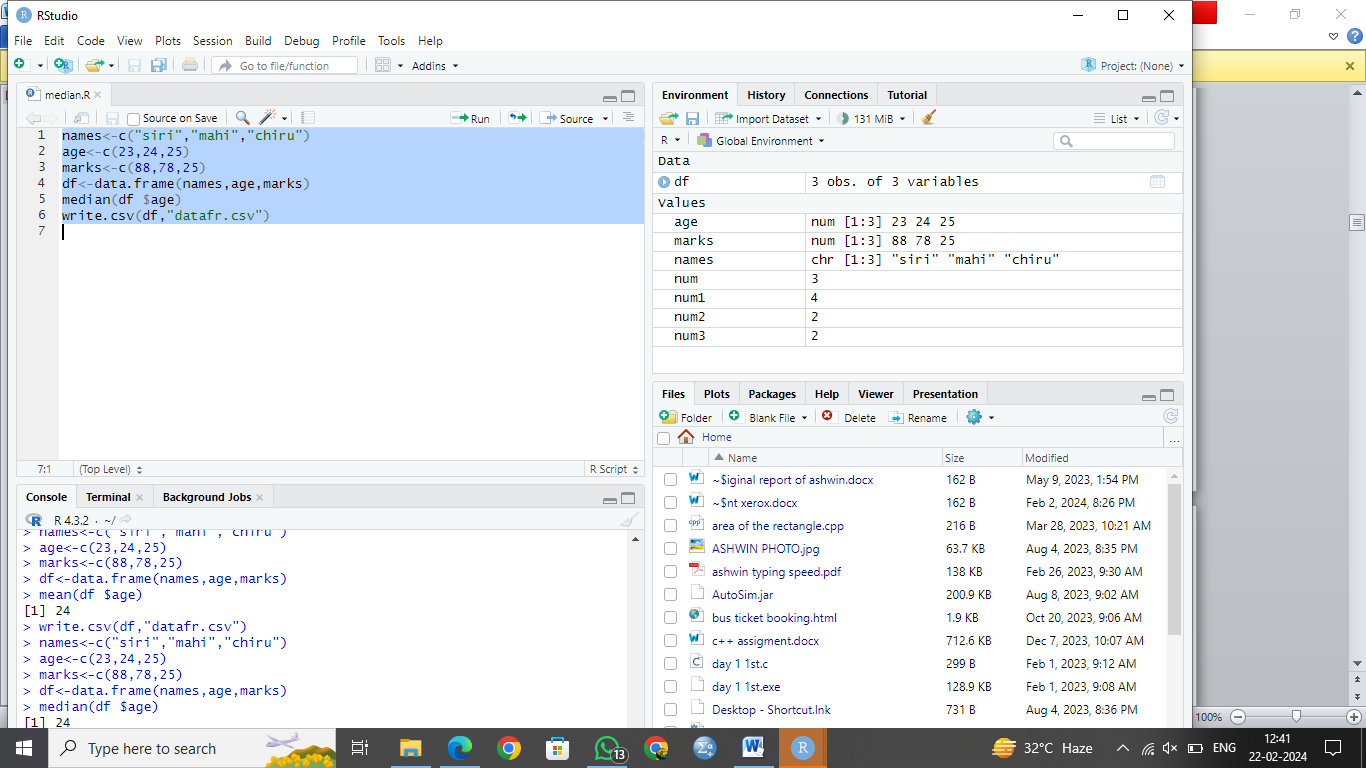 RStudio
File Edit Code View Plots Session Build Debug Profile Tools Help
Go to file/function
Addins
Project: (None)
median.R
Source on Save
Run
Source
1 names<-c("siri","mahi","chiru")
2 age<-c(23,24,25)
3 marks<-c(88,78,25)
4 df<-data.frame(names,age,marks)
5 median(df $age)
6 write.csv(df,"datafr.csv")
7
7:1 (Top Level) R Script
Console Terminal Background Jobs
R 4.3.2 · ~/
> names<-c("siri","mahi","chiru")
> age<-c(23,24,25)
> marks<-c(88,78,25)
> df<-data.frame(names,age,marks)
> mean(df $age)
[1] 24
> write.csv(df,"datafr.csv")
> names<-c("siri","mahi","chiru")
> age<-c(23,24,25)
> marks<-c(88,78,25)
> df<-data.frame(names,age,marks)
> median(df $age)
[1] 24
Environment History Connections Tutorial
Import Dataset 131 MiB List
R Global Environment
Data
df 3 obs. of 3 variables
Values
age num [1:3] 23 24 25
marks num [1:3] 88 78 25
names chr [1:3] "siri" "mahi" "chiru"
num 3
num1 4
num2 2
num3 2
Files Plots Packages Help Viewer Presentation
Folder Blank File Delete Rename
Home ...
Name Size Modified
~$iginal report of ashwin.docx 162 B May 9, 2023, 1:54 PM
~$nt xerox.docx 162 B Feb 2, 2024, 8:26 PM
area of the rectangle.cpp 216 B Mar 28, 2023, 10:21 AM
ASHWIN PHOTO.jpg 63.7 KB Aug 4, 2023, 8:35 PM
ashwin typing speed.pdf 138 KB Feb 26, 2023, 9:30 AM
AutoSim.jar 200.9 KB Aug 8, 2023, 9:02 AM
bus ticket booking.html 1.9 KB Oct 20, 2023, 9:06 AM
c++ assigment.docx 712.6 KB Dec 7, 2023, 10:07 AM
day 1 1st.c 299 B Feb 1, 2023, 9:12 AM
day 1 1st.exe 128.9 KB Feb 1, 2023, 9:08 AM
Desktop - Shortcut.lnk 731 B Aug 4, 2023, 8:36 PM
100%
Type here to search
13
32°C Haze
ENG
12:41
22-02-2024